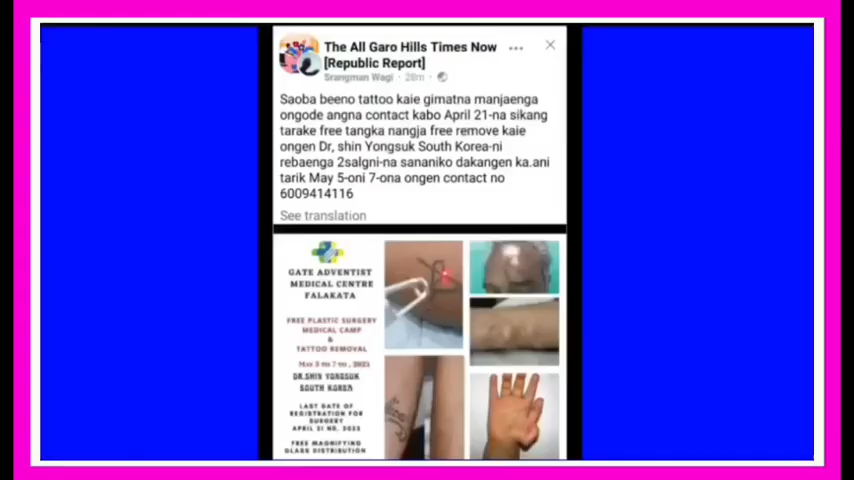 The All Garo Hills Times Now
[Republic Report]
Srangman Wagi · 28m ·
Saoba beeno tattoo kaie gimatna manjaenga
ongode angna contact kabo April 21-na sikang
tarake free tangka nangja free remove kaie
ongen Dr, shin Yongsuk South Korea-ni
rebaenga 2salgni-na sananiko dakangen ka.ani
tarik May 5-oni 7-ona ongen contact no
6009414116
See translation
GATE ADVENTIST
MEDICAL CENTRE
FALAKATA
FREE PLASTIC SURGERY
MEDICAL CAMP
&
TATTOO REMOVAL
DR.SHIN YONGSUK
SOUTH KOREA
LAST DATE OF
REGISTRATION FOR
SURGERY
FREE MAGNIFYING
GLASS DISTRIBUTION